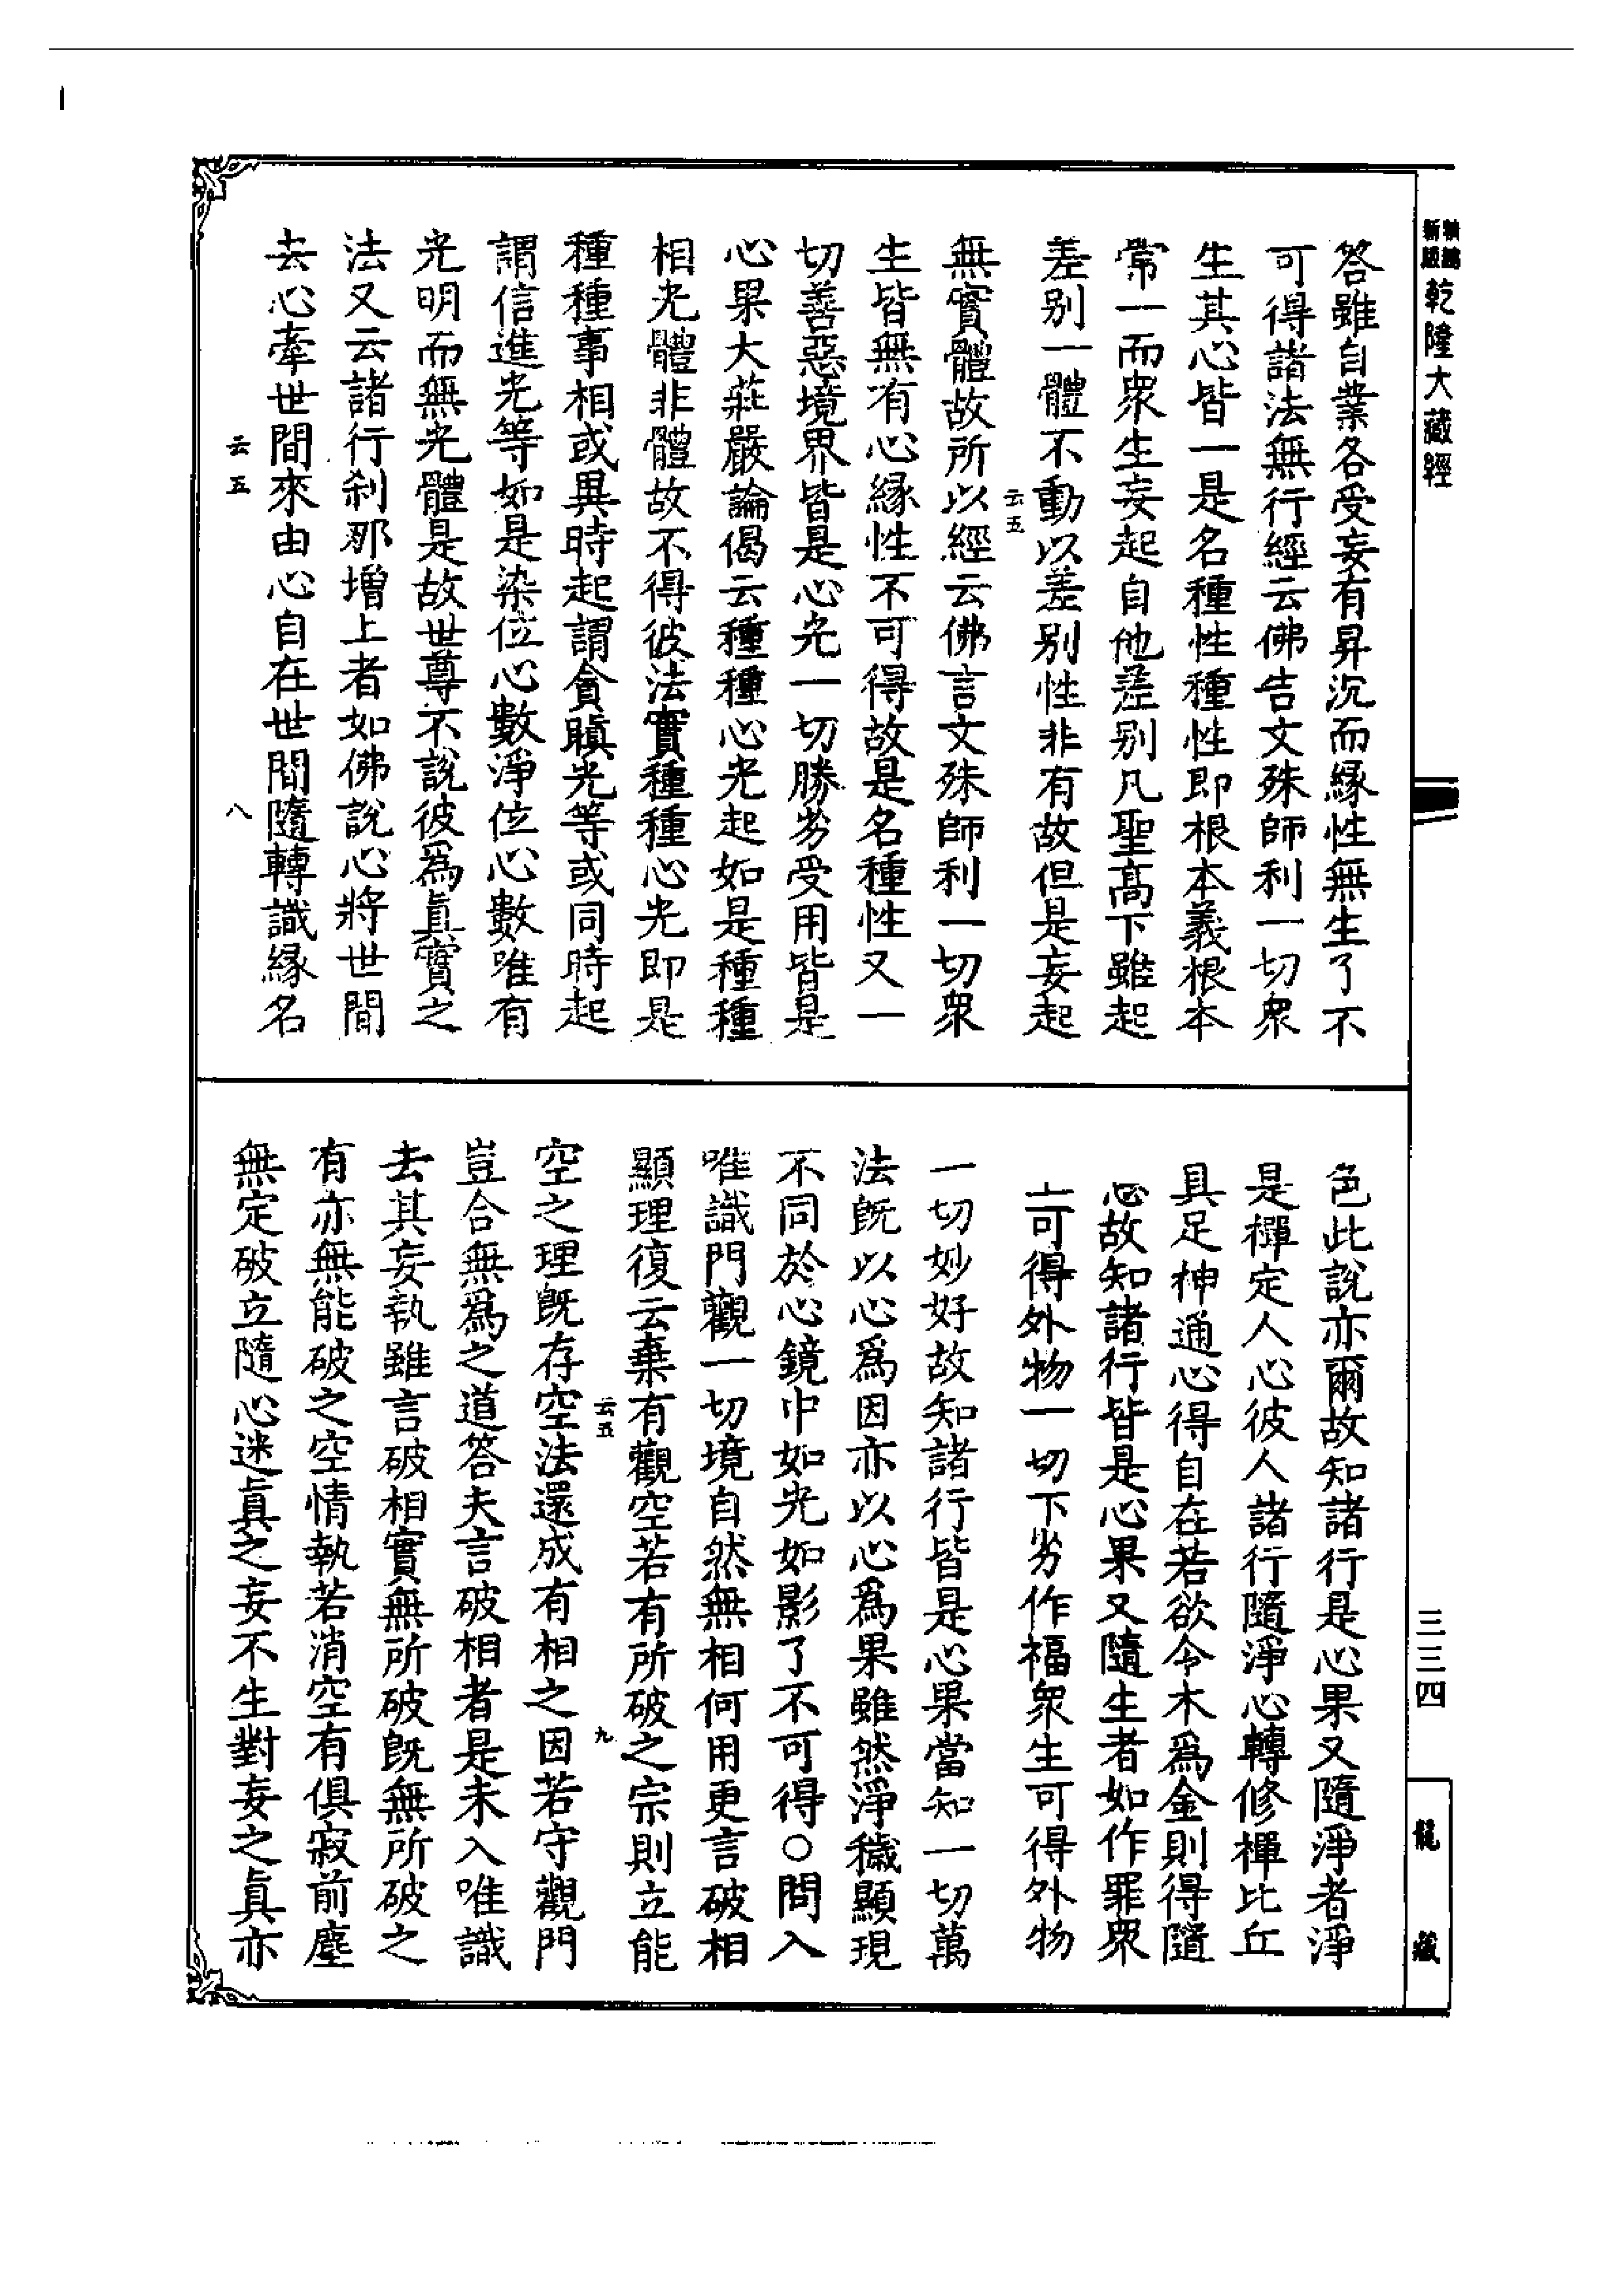 新編
新版
乾隆大藏經
答雖自業各受妄有昇沉而緣性無生了不
可得諸法無行經云佛告文殊師利一切衆
生其心皆一是名種性種性即根本義根本
常一而衆生妄起自他差别凡聖高下雖起
差别一體不動以差别性非有故但是妄起
云五
無實體故所以經云佛言文殊師利一切衆
生皆無有心緣性不可得故是名種性又一
切善惡境界皆是心光一切勝劣受用皆是
心果大莊嚴論偈云種種心光起如是種種
相光體非體故不得彼法實種種心光即是
種種事相或異時起謂貪瞋光等或同時起
謂信進光等如是染位心數淨位心數唯有
光明而無光體是故世尊不說彼爲眞實之
法又云諸行刹那增上者如佛說心將世間
去心牽世間來由心自在世間隨轉識緣名
云五
八
色此說亦爾故知諸行是心果又隨淨者淨
是禪定人心彼人諸行隨淨心轉修禪比丘
具足神通心得自在若欲令木爲金則得隨
心故知諸行皆是心果又隨生者如作罪衆
生可得外物一切下劣作福衆生可得外物
一切妙好故知諸行皆是心果當知一切萬
法旣以心爲因亦以心爲果雖然淨穢顯現
不同於心鏡中如光如影了不可得○問入
唯識門觀一切境自然無相何用更言破相
顯理復云棄有觀空若有所破之宗則立能
云五
九
空之理旣存空法還成有相之因若守觀門
豈合無爲之道答夫言破相者是未入唯識
去其妄執雖言破相實無所破旣無所破之
有亦無能破之空情執若消空有俱寂前塵
無定破立隨心迷眞之妄不生對妄之眞亦
三三四
龍藏